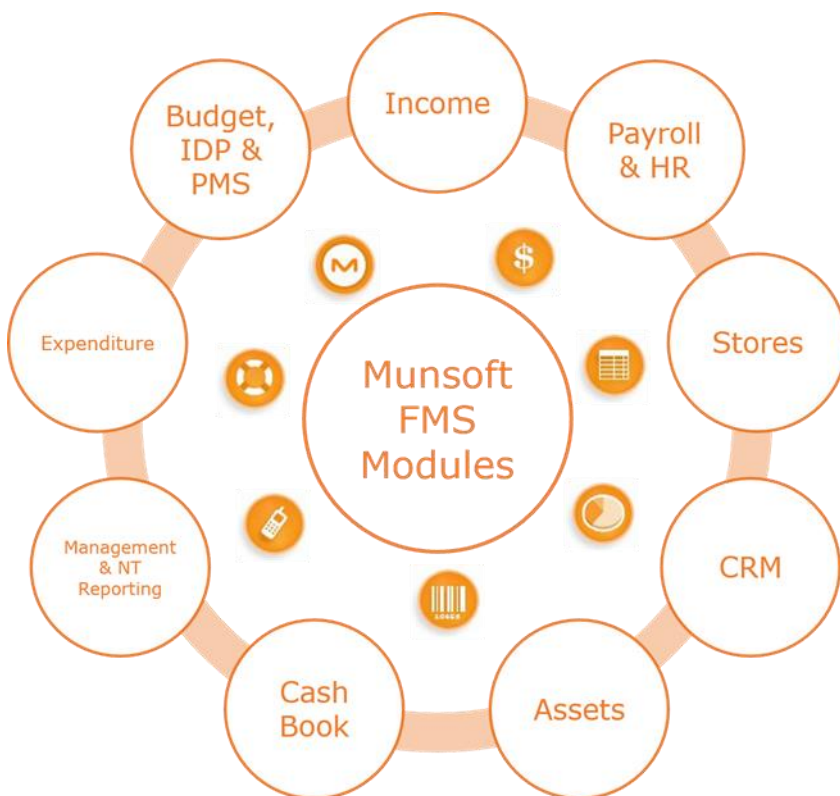 Income
Payroll
& HR
Stores
CRM
Assets
Cash
Book
Management
& NT
Reporting
Expenditure
Budget,
IDP &
PMS
Munsoft
FMS
Modules
$
M